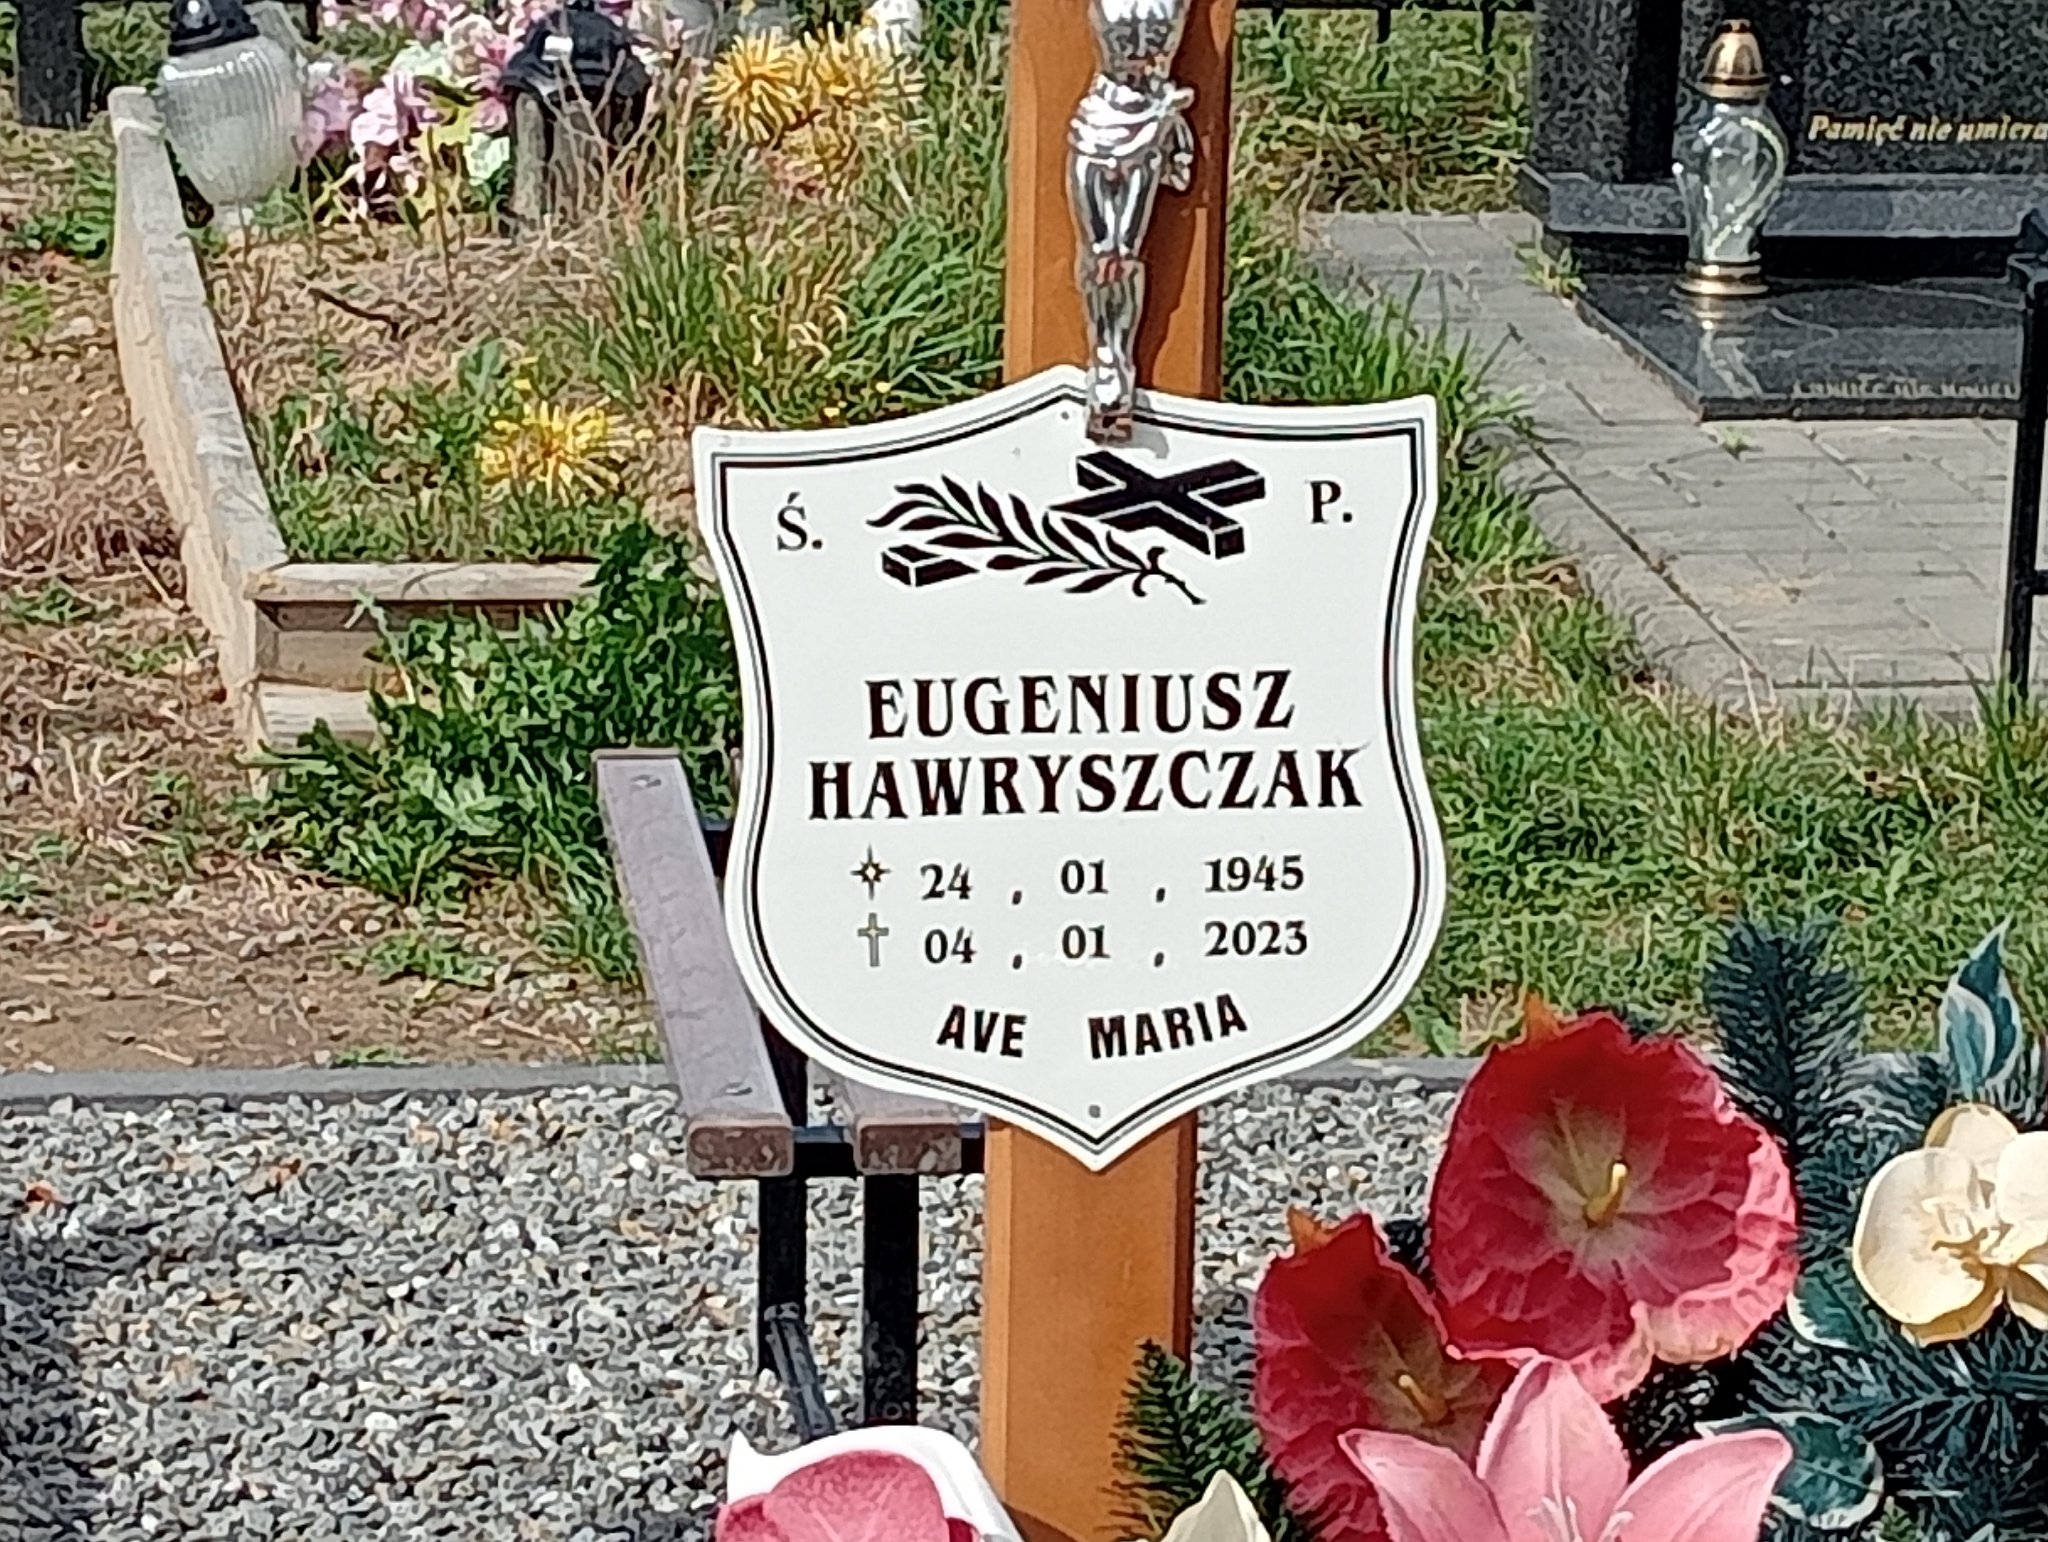 Pamięć nie umiera
Ś. P.
EUGENIUSZ
HAWRYSZCZAK
24 . 01 . 1945
04 . 01 . 2023
AVE MARIA